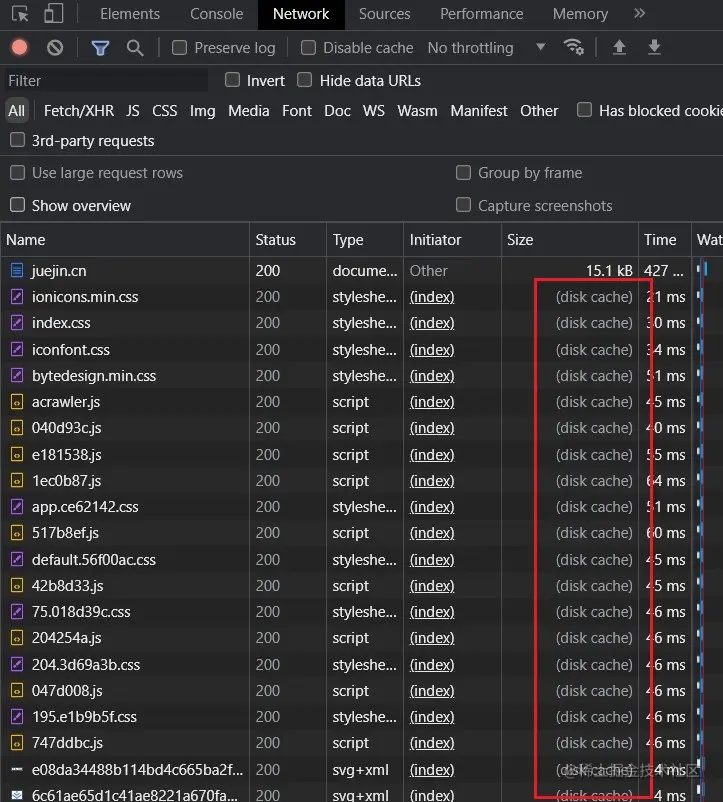 Elements Console Network Sources Performance Memory »
Preserve log Disable cache No throttling
Filter Invert Hide data URLs
All Fetch/XHR JS CSS Img Media Font Doc WS Wasm Manifest Other Has blocked cookie
3rd-party requests
Use large request rows Group by frame
Show overview Capture screenshots
Name Status Type Initiator Size Time Wat
juejin.cn 200 docume... Other 15.1 kB 427 ...
ionicons.min.css 200 styleshe... (index) (disk cache) 21 ms
index.css 200 styleshe... (index) (disk cache) 30 ms
iconfont.css 200 styleshe... (index) (disk cache) 34 ms
bytedesign.min.css 200 styleshe... (index) (disk cache) 51 ms
acrawler.js 200 script (index) (disk cache) 45 ms
040d93c.js 200 script (index) (disk cache) 40 ms
e181538.js 200 script (index) (disk cache) 55 ms
1ec0b87.js 200 script (index) (disk cache) 64 ms
app.ce62142.css 200 styleshe... (index) (disk cache) 51 ms
517b8ef.js 200 script (index) (disk cache) 60 ms
default.56f00ac.css 200 styleshe... (index) (disk cache) 45 ms
42b8d33.js 200 script (index) (disk cache) 45 ms
75.018d39c.css 200 styleshe... (index) (disk cache) 46 ms
204254a.js 200 script (index) (disk cache) 46 ms
204.3d69a3b.css 200 styleshe... (index) (disk cache) 46 ms
047d008.js 200 script (index) (disk cache) 46 ms
195.e1b9b5f.css 200 styleshe... (index) (disk cache) 46 ms
747ddbc.js 200 script (index) (disk cache) 46 ms
e08da34488b114bd4c665ba2f... 200 svg+xml (index) (disk cache) 4 ms
@稀土掘金技术社区
6c61ae65d1c41ae8221a670fa... 200 svg+xml (index) (disk cache) 4 ms